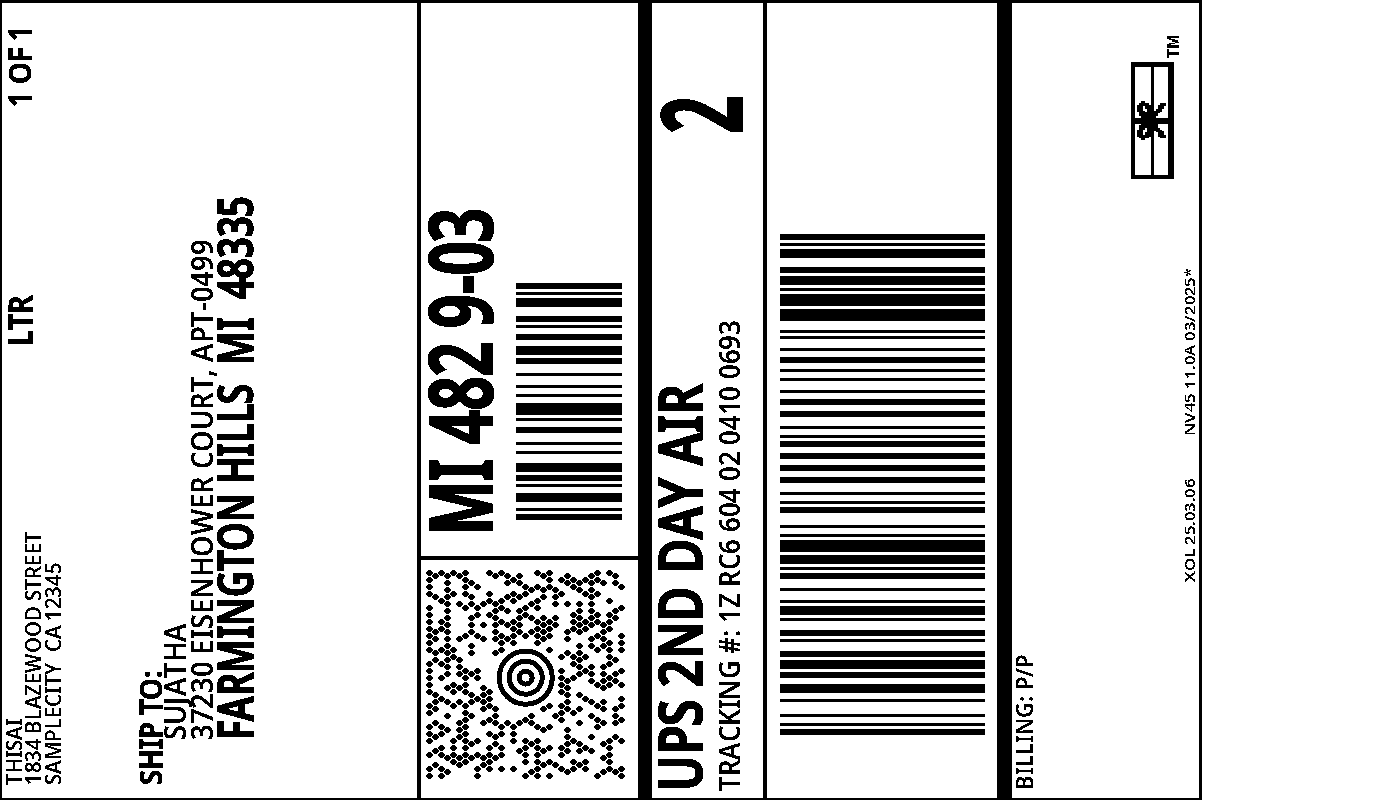 THISAI
1834 BLAZEWOOD STREET
SAMPLECITY CA 12345
LTR
1 OF 1
SHIP TO:
SUJATHA
37230 EISENHOWER COURT, APT-0499
FARMINGTON HILLS MI 48335
MI 482 9-03
UPS 2ND DAY AIR
2
TRACKING #: 1Z RC6 604 02 0410 0693
BILLING: P/P
XOL 25.03.06 NV45 11.0A 03/2025*
TM